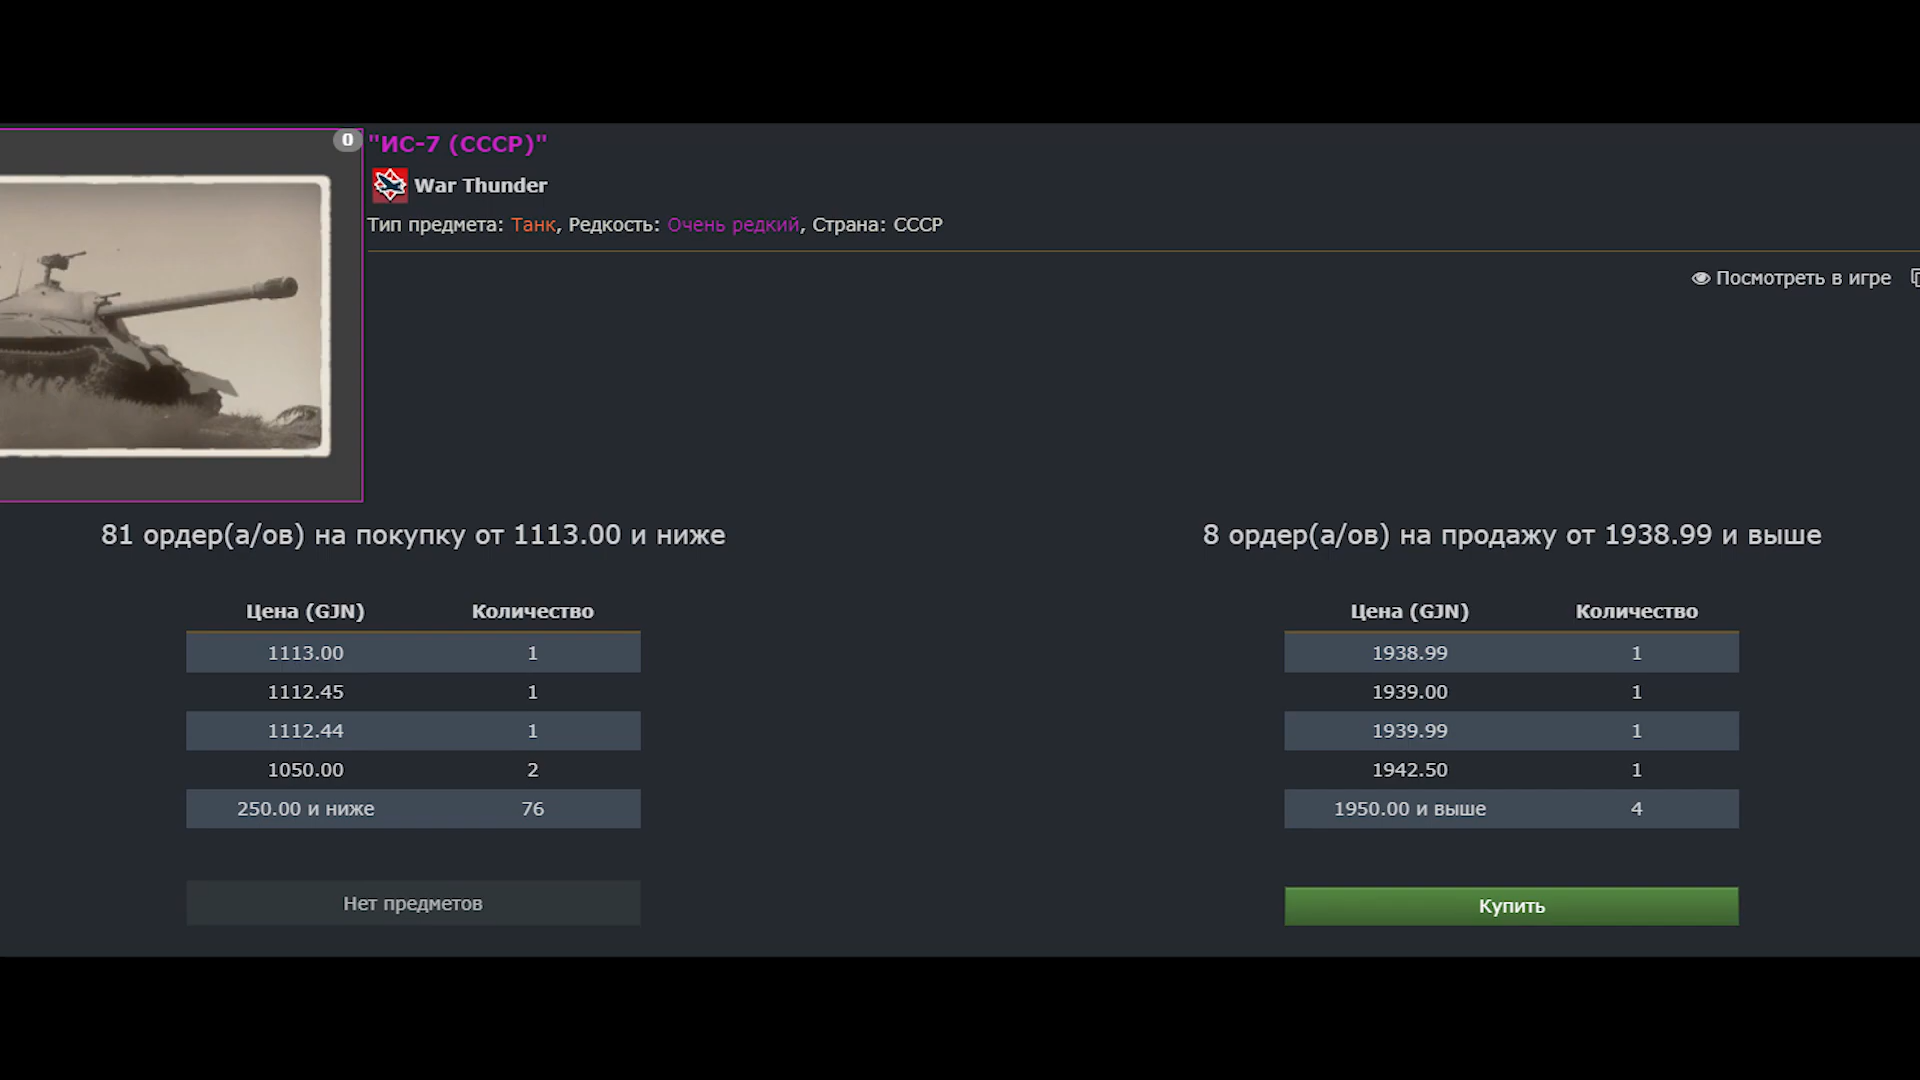 0
"ИС-7 (СССР)"
War Thunder
Тип предмета: Танк, Редкость: Очень редкий, Страна: СССР
Посмотреть в игре
81 ордер(а/ов) на покупку от 1113.00 и ниже
Цена (GJN) Количество
1113.00 1
1112.45 1
1112.44 1
1050.00 2
250.00 и ниже 76
Нет предметов
8 ордер(а/ов) на продажу от 1938.99 и выше
Цена (GJN) Количество
1938.99 1
1939.00 1
1939.99 1
1942.50 1
1950.00 и выше 4
Купить